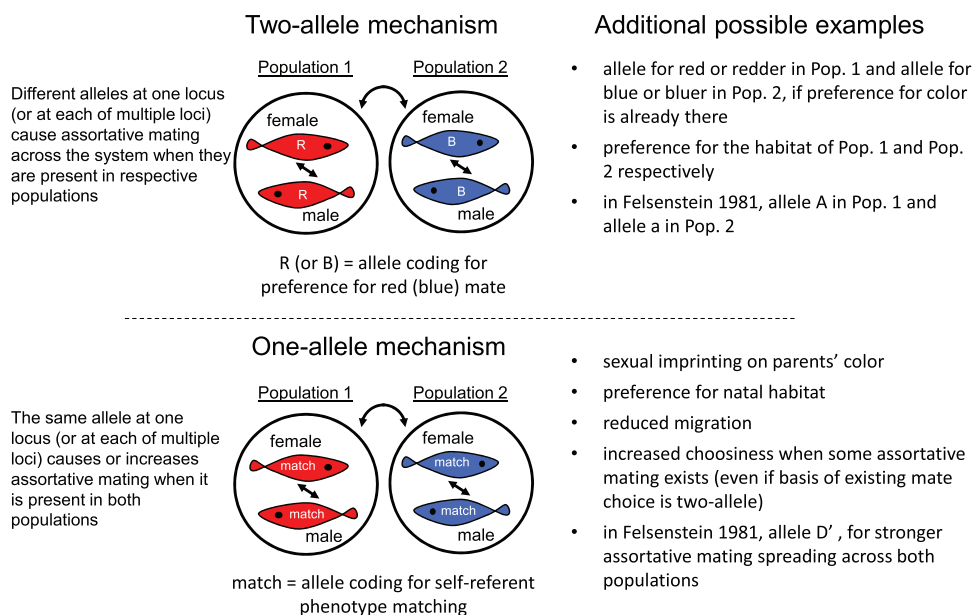 Two-allele mechanism
Additional possible examples
Population 1
Population 2
Different alleles at one locus
(or at each of multiple loci)
cause assortative mating
across the system when they
are present in respective
populations
female
R
R
male
female
B
B
male
R (or B) = allele coding for
preference for red (blue) mate
• allele for red or redder in Pop. 1 and allele for
blue or bluer in Pop. 2, if preference for color
is already there
• preference for the habitat of Pop. 1 and Pop.
2 respectively
• in Felsenstein 1981, allele A in Pop. 1 and
allele a in Pop. 2
One-allele mechanism
Population 1
Population 2
The same allele at one
locus (or at each of multiple
loci) causes or increases
assortative mating when it
is present in both
populations
female
match
match
male
female
match
match
male
match = allele coding for self-referent
phenotype matching
• sexual imprinting on parents’ color
• preference for natal habitat
• reduced migration
• increased choosiness when some assortative
mating exists (even if basis of existing mate
choice is two-allele)
• in Felsenstein 1981, allele D’ , for stronger
assortative mating spreading across both
populations